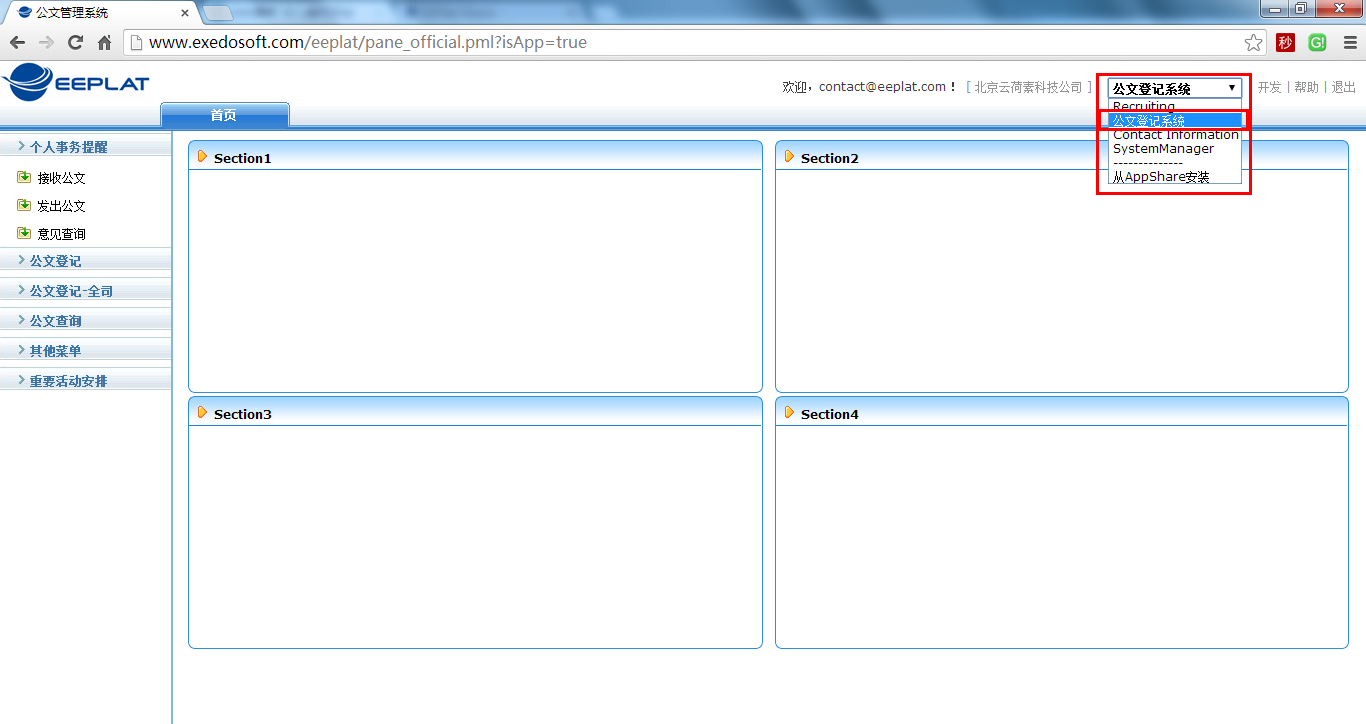 公文管理系统
www.exedosoft.com/eeplat/pane_official.pml?isApp=true
秒
G!
EEPLAT
欢迎，contact@eeplat.com！ [ 北京云荷素科技公司 ]
公文登记系统
开发 | 帮助 | 退出
Recruiting
公文登记系统
Contact Information
SystemManager
--------------
从AppShare安装
首页
个人事务提醒
接收公文
发出公文
意见查询
公文登记
公文登记-全司
公文查询
其他菜单
重要活动安排
Section1
Section2
Section3
Section4